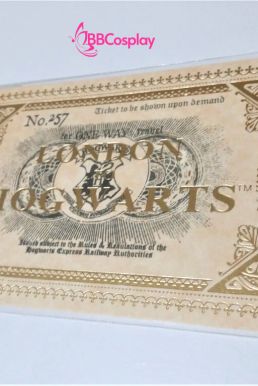 BBCosplay
Ticket to be shown upon demand
No. 257
for ONE WAY travel
LONDON
HOGWARTS™
Issued subject to the Rules & Regulations of the
Hogwarts Express Railway Authorities